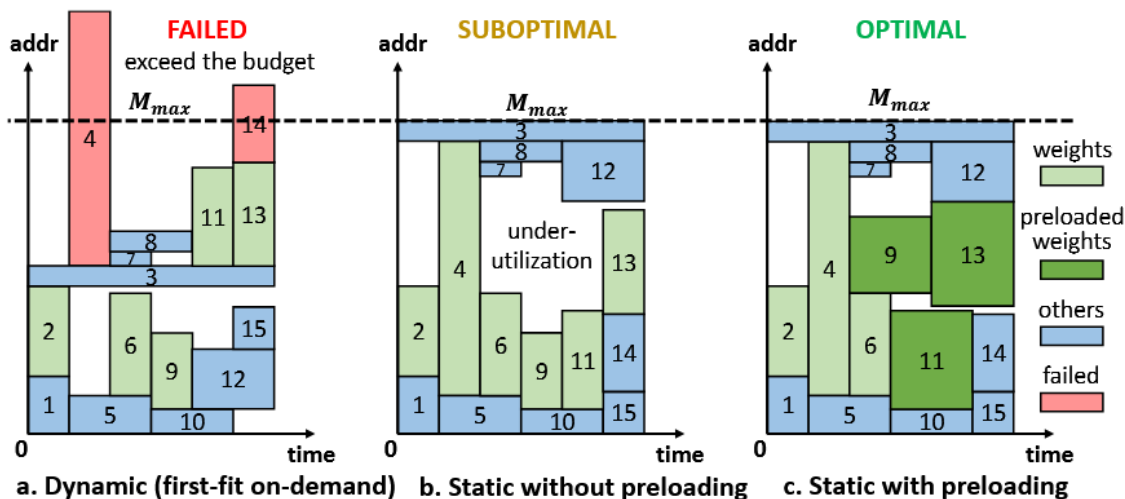 FAILED
exceed the budget
addr
M_max
4
14
11
13
8
7
3
2
6
15
9
12
1
5
10
0
time
a. Dynamic (first-fit on-demand)
SUBOPTIMAL
addr
M_max
3
8
7
12
under-
utilization
4
13
2
6
9
11
14
1
5
10
15
0
time
b. Static without preloading
OPTIMAL
addr
M_max
3
8
7
12
4
9
13
2
6
11
14
1
5
10
15
0
time
c. Static with preloading
weights
preloaded
weights
others
failed